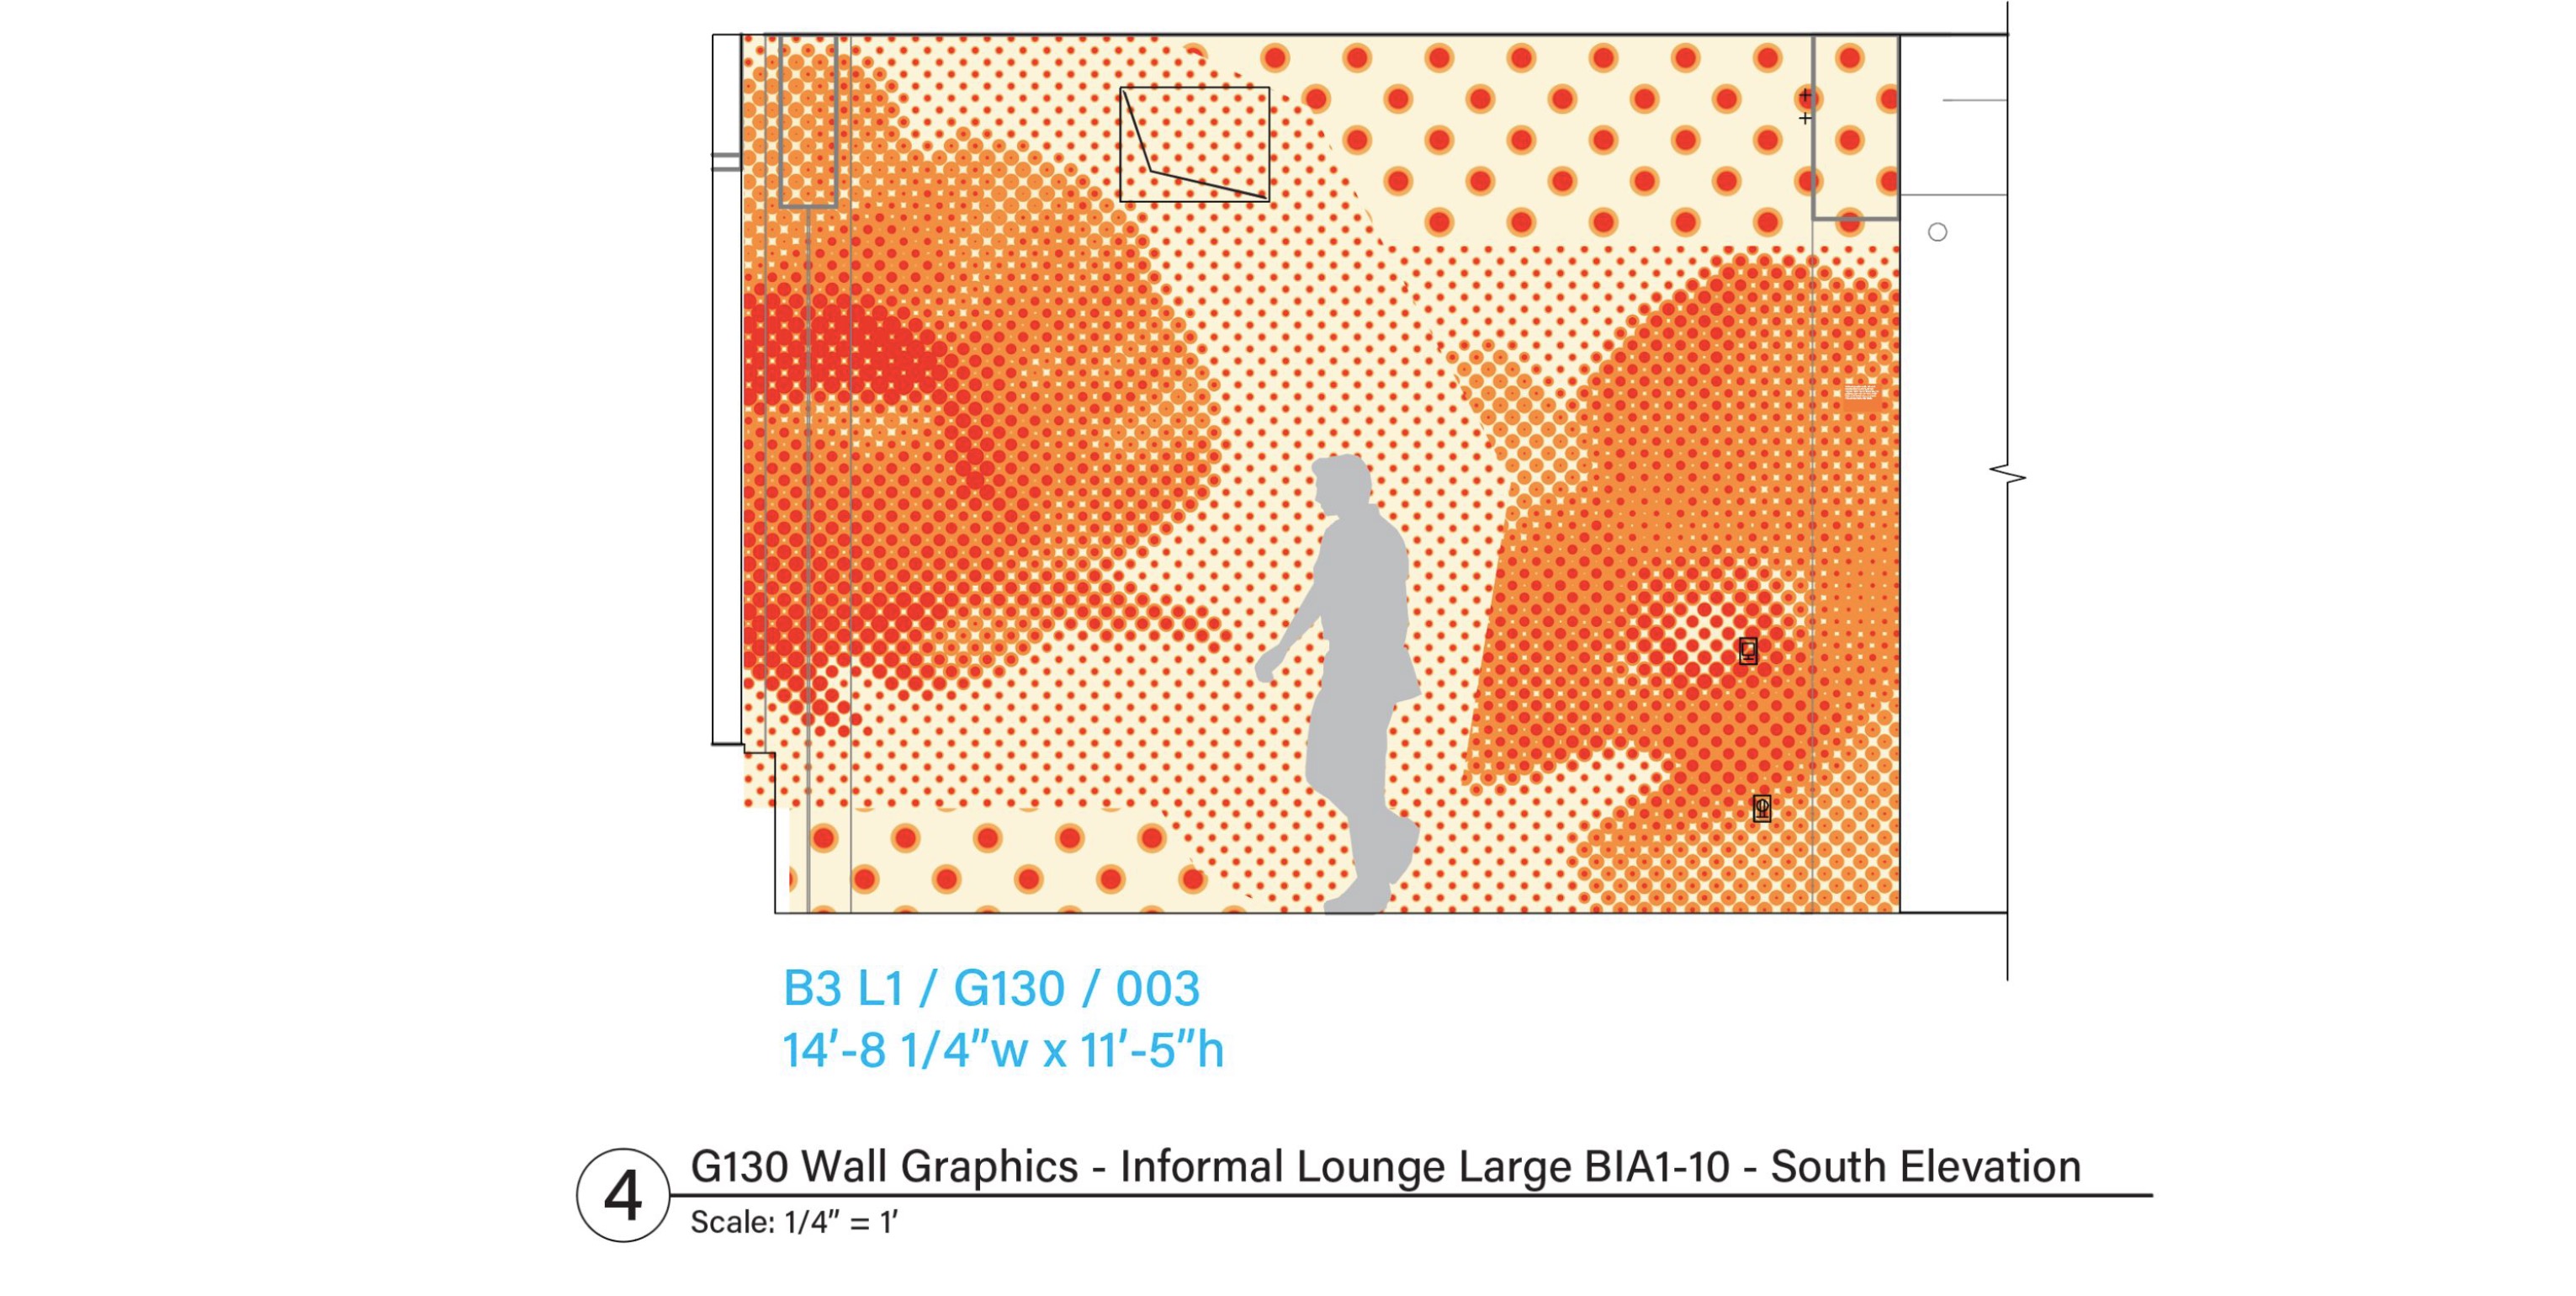 B3 L1 / G130 / 003
14′-8 1/4″w x 11′-5″h
4
G130 Wall Graphics - Informal Lounge Large BIA1-10 - South Elevation
Scale: 1/4″ = 1′